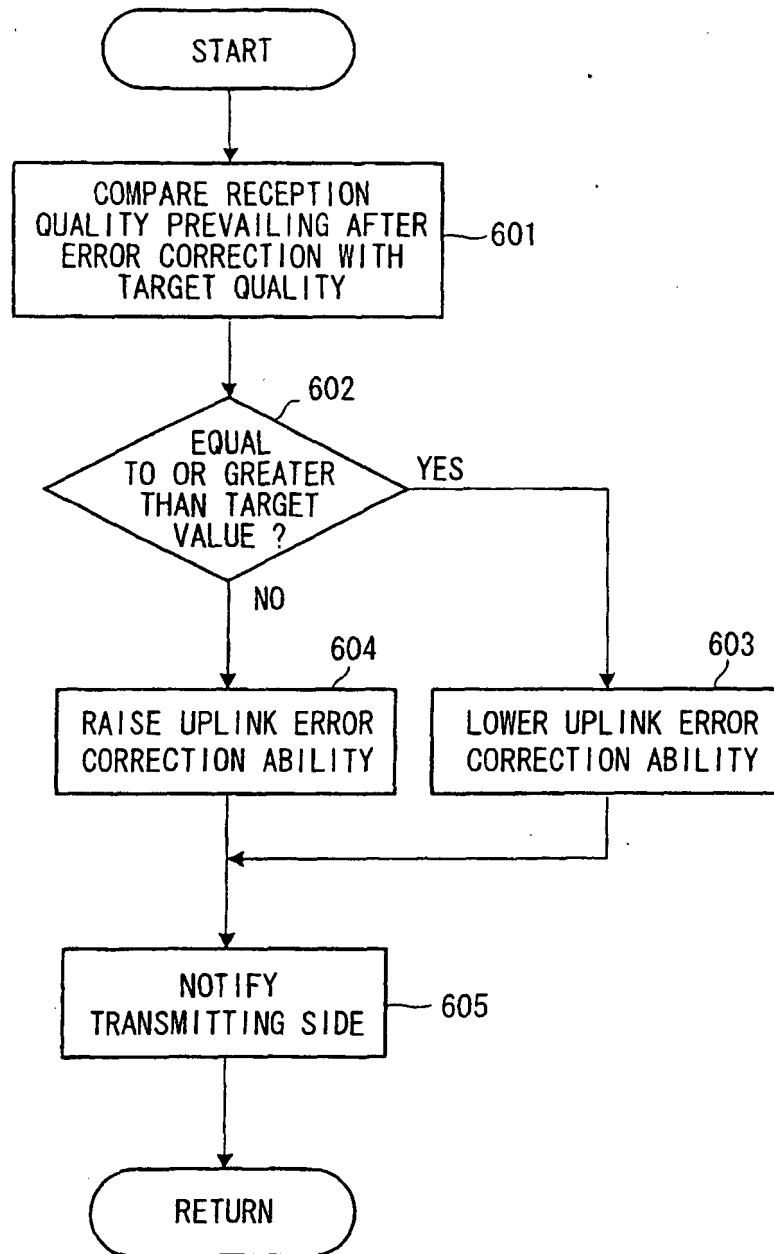 START
COMPARE RECEPTION
QUALITY PREVAILING AFTER
ERROR CORRECTION WITH
TARGET QUALITY
601
602
EQUAL
TO OR GREATER
THAN TARGET
VALUE ?
YES
NO
604
RAISE UPLINK ERROR
CORRECTION ABILITY
603
LOWER UPLINK ERROR
CORRECTION ABILITY
NOTIFY
TRANSMITTING SIDE
605
RETURN